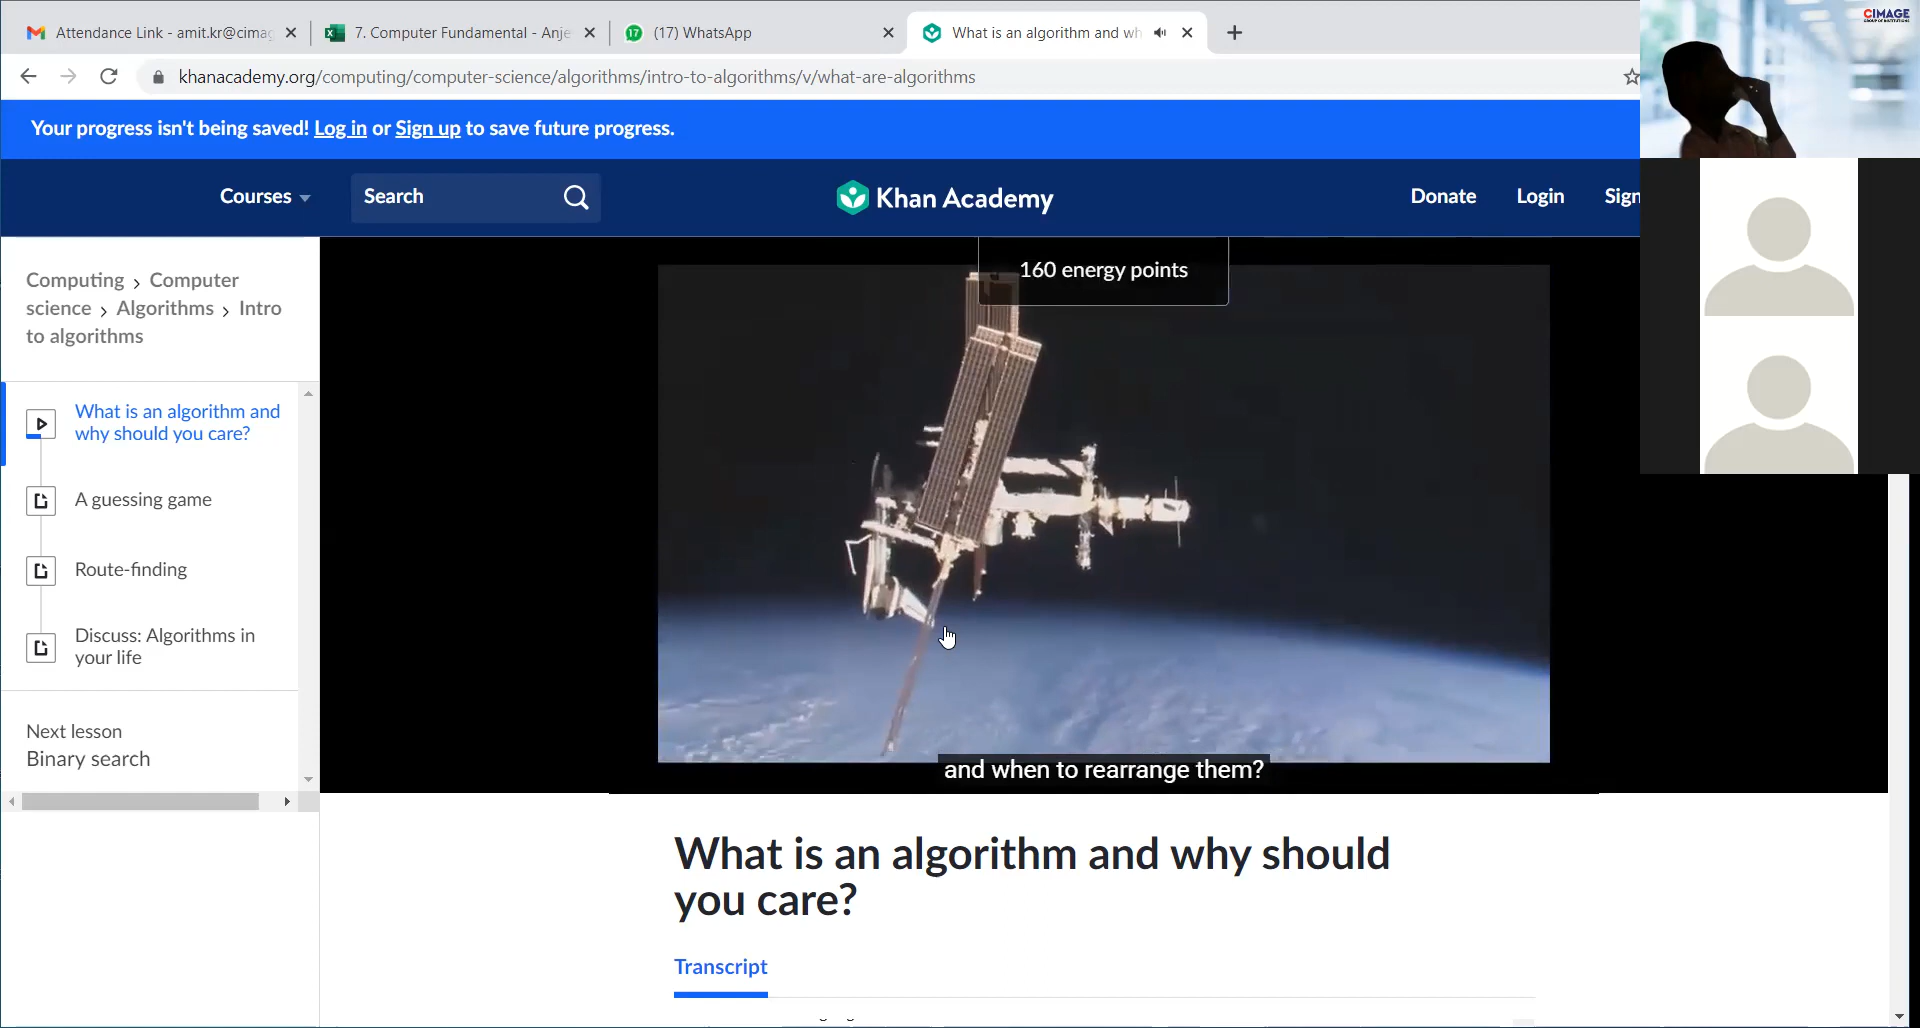 Attendance Link - amit.kr@cimag
7. Computer Fundamental - Anje
17
(17) WhatsApp
What is an algorithm and wh
khanacademy.org/computing/computer-science/algorithms/intro-to-algorithms/v/what-are-algorithms
CIMAGE
GROUP OF INSTITUTIONS
Your progress isn't being saved! Log in or Sign up to save future progress.
Courses
Search
Khan Academy
Donate
Login
Sign
Computing › Computer
science › Algorithms › Intro
to algorithms
160 energy points
What is an algorithm and
why should you care?
A guessing game
Route-finding
Discuss: Algorithms in
your life
Next lesson
Binary search
and when to rearrange them?
What is an algorithm and why should
you care?
Transcript